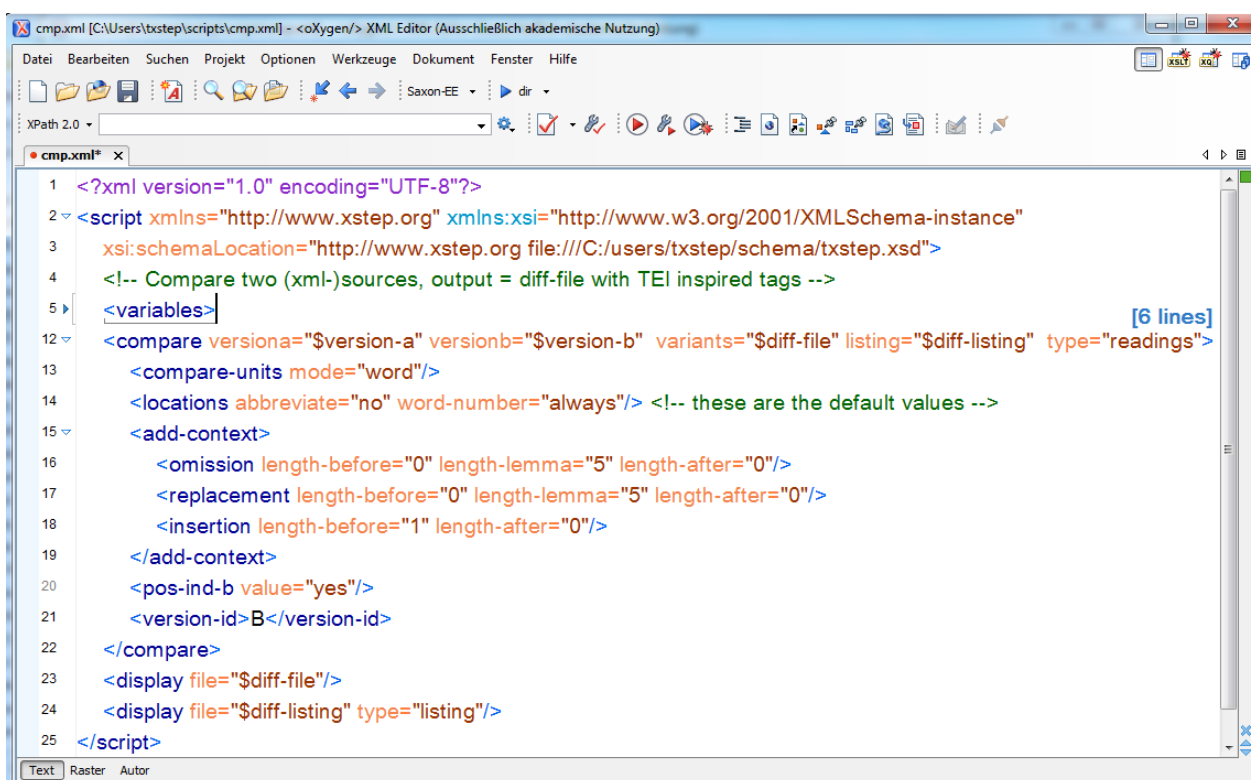 cmp.xml [C:\Users\txstep\scripts\cmp.xml] - <oXygen/> XML Editor (Ausschließlich akademische Nutzung)
Datei Bearbeiten Suchen Projekt Optionen Werkzeuge Dokument Fenster Hilfe
XSLT XQ
Saxon-EE dir
XPath 2.0
cmp.xml* X
1 <?xml version="1.0" encoding="UTF-8"?>
2 <script xmlns="http://www.xstep.org" xmlns:xsi="http://www.w3.org/2001/XMLSchema-instance"
3 xsi:schemaLocation="http://www.xstep.org file:///C:/users/txstep/schema/txstep.xsd">
4 <!-- Compare two (xml-)sources, output = diff-file with TEI inspired tags -->
5 <variables>
[6 lines]
12 <compare versiona="$version-a" versionb="$version-b" variants="$diff-file" listing="$diff-listing" type="readings">
13 <compare-units mode="word"/>
14 <locations abbreviate="no" word-number="always"/> <!-- these are the default values -->
15 <add-context>
16 <omission length-before="0" length-lemma="5" length-after="0"/>
17 <replacement length-before="0" length-lemma="5" length-after="0"/>
18 <insertion length-before="1" length-after="0"/>
19 </add-context>
20 <pos-ind-b value="yes"/>
21 <version-id>B</version-id>
22 </compare>
23 <display file="$diff-file"/>
24 <display file="$diff-listing" type="listing"/>
25 </script>
Text Raster Autor